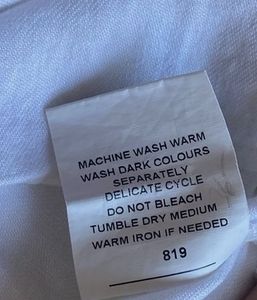 MACHINE WASH WARM
WASH DARK COLOURS
SEPARATELY
DELICATE CYCLE
DO NOT BLEACH
TUMBLE DRY MEDIUM
WARM IRON IF NEEDED
819